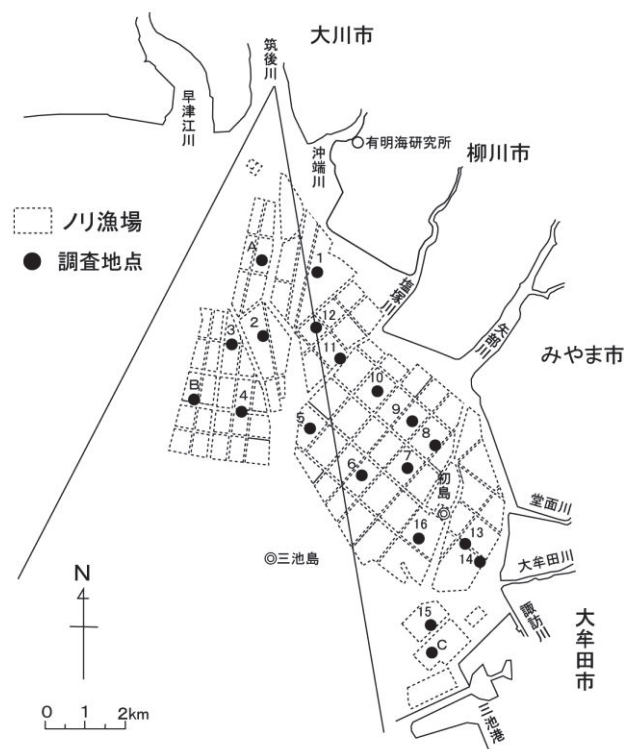 大川市
筑後川
早津江川
沖端川
有明海研究所
柳川市
ノリ漁場
調査地点
塩塚川
矢部川
みやま市
A
1
12
2
3
11
10
B
4
9
5
8
6
7
初島
堂面川
16
13
三池島
14
大牟田川
諏訪川
大牟田市
N
15
C
0 1 2km
三池港